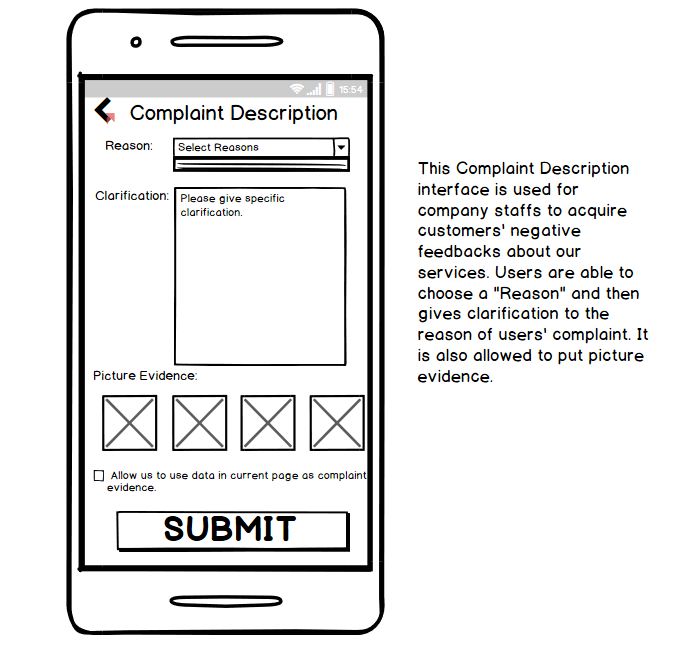 15:54
Complaint Description
Reason:
Select Reasons
Clarification:
Please give specific
clarification.
Picture Evidence:
Allow us to use data in current page as complaint
evidence.
SUBMIT
This Complaint Description
interface is used for
company staffs to acquire
customers' negative
feedbacks about our
services. Users are able to
choose a "Reason" and then
gives clarification to the
reason of users' complaint. It
is also allowed to put picture
evidence.